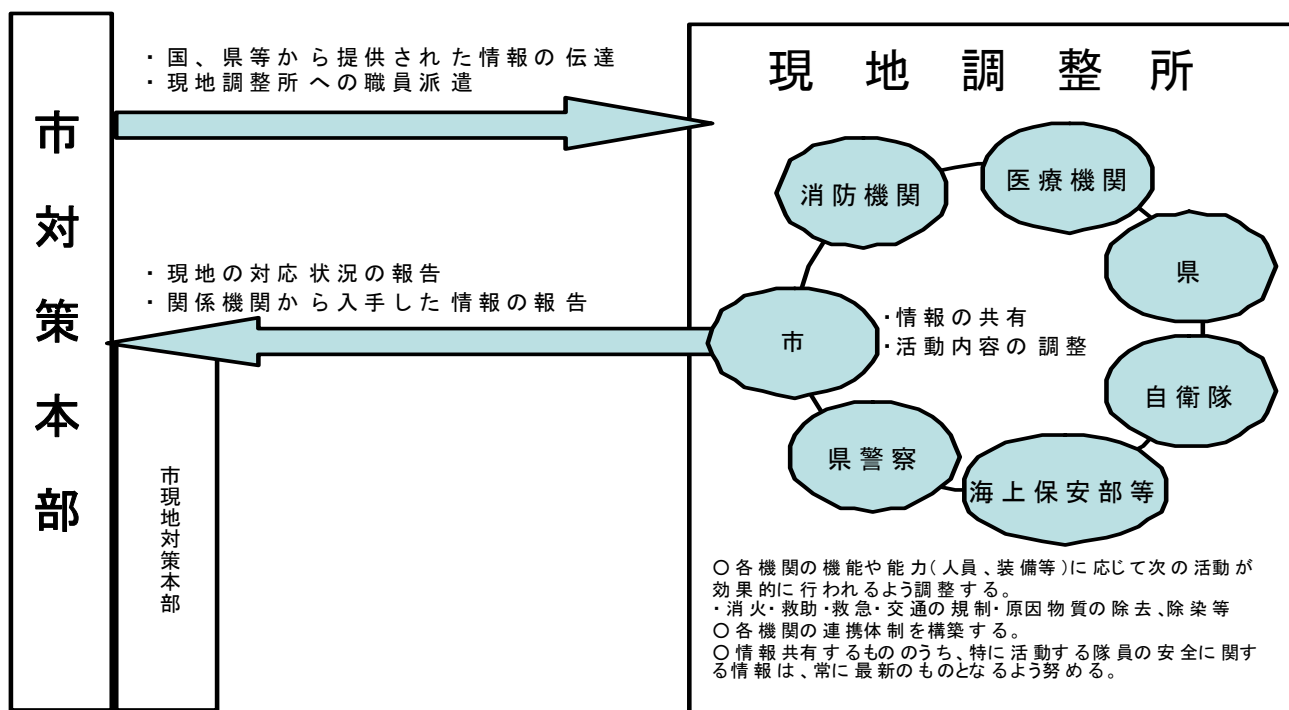 市対策本部
・国、県等から提供された情報の伝達
・現地調整所への職員派遣
・現地の対応状況の報告
・関係機関から入手した情報の報告
市現地対策本部
現地調整所
消防機関
医療機関
県
市
・情報の共有
・活動内容の調整
自衛隊
県警察
海上保安部等
○各機関の機能や能力(人員、装備等)に応じて次の活動が
効果的に行われるよう調整する。
・消火・救助・救急・交通の規制・原因物質の除去、除染等
○各機関の連携体制を構築する。
○情報共有するもののうち、特に活動する隊員の安全に関す
る情報は、常に最新のものとなるよう努める。